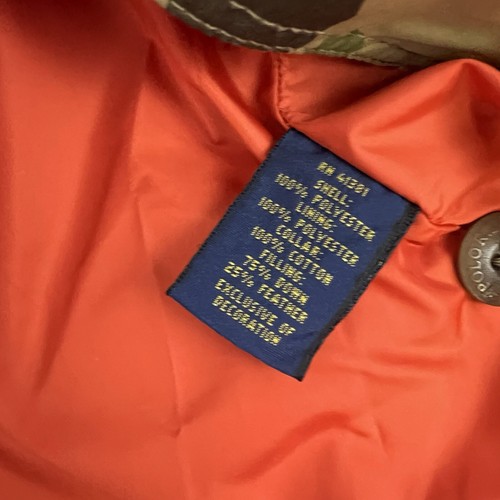 RN 41381
SHELL:
100% POLYESTER
LINING:
100% POLYESTER
COLLAR:
100% COTTON
FILLING:
75% DOWN
25% FEATHER
EXCLUSIVE OF
DECORATION
POLO